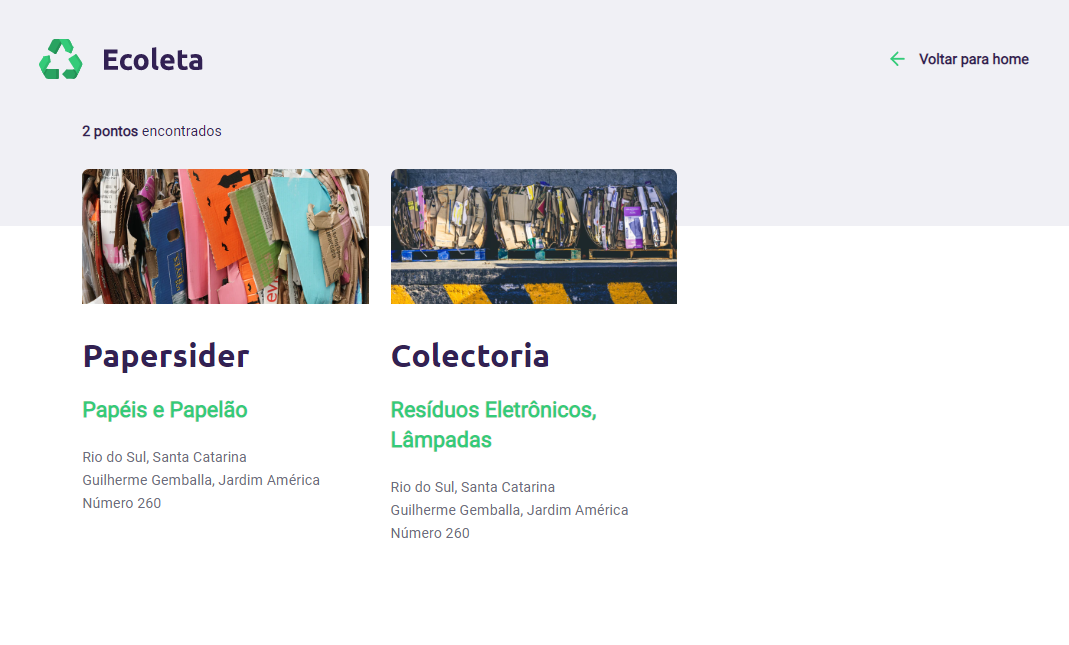 Ecoleta
Voltar para home
2 pontos encontrados
Papersider
Papéis e Papelão
Rio do Sul, Santa Catarina
Guilherme Gemballa, Jardim América
Número 260
Colectoria
Resíduos Eletrônicos,
Lâmpadas
Rio do Sul, Santa Catarina
Guilherme Gemballa, Jardim América
Número 260